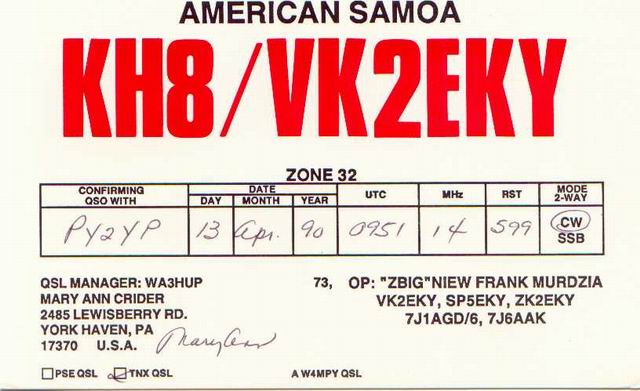 AMERICAN SAMOA
KH8/VK2EKY
ZONE 32
CONFIRMING QSO WITH DATE DAY MONTH YEAR UTC MHz RST MODE 2-WAY
PY2YP 13 Apr. 90 0951 14 599 CW SSB
QSL MANAGER: WA3HUP
MARY ANN CRIDER
2485 LEWISBERRY RD.
YORK HAVEN, PA
17370 U.S.A. Mary Ann
73, OP: "ZBIG"NIEW FRANK MURDZIA
VK2EKY, SP5EKY, ZK2EKY
7J1AGD/6, 7J6AAK
PSE QSL TNX QSL A W4MPY QSL